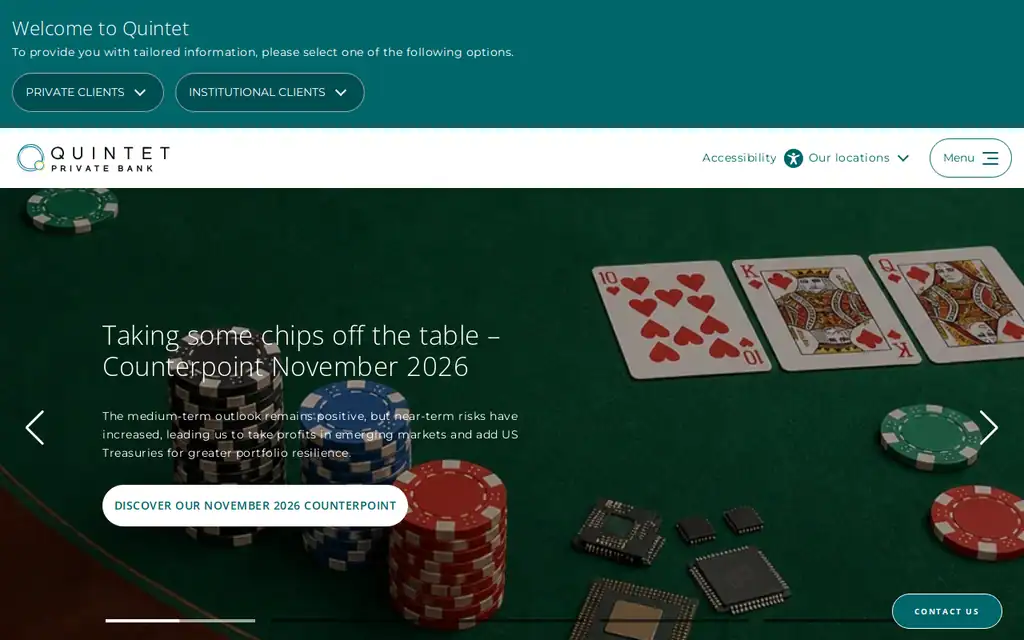 Welcome to Quintet
To provide you with tailored information, please select one of the following options.
PRIVATE CLIENTS
INSTITUTIONAL CLIENTS
QUINTET
PRIVATE BANK
Accessibility
Our locations
Menu
10
K
Q
Taking some chips off the table –
Counterpoint November 2026
The medium-term outlook remains positive, but near-term risks have
increased, leading us to take profits in emerging markets and add US
Treasuries for greater portfolio resilience.
10
K
DISCOVER OUR NOVEMBER 2026 COUNTERPOINT
CONTACT US